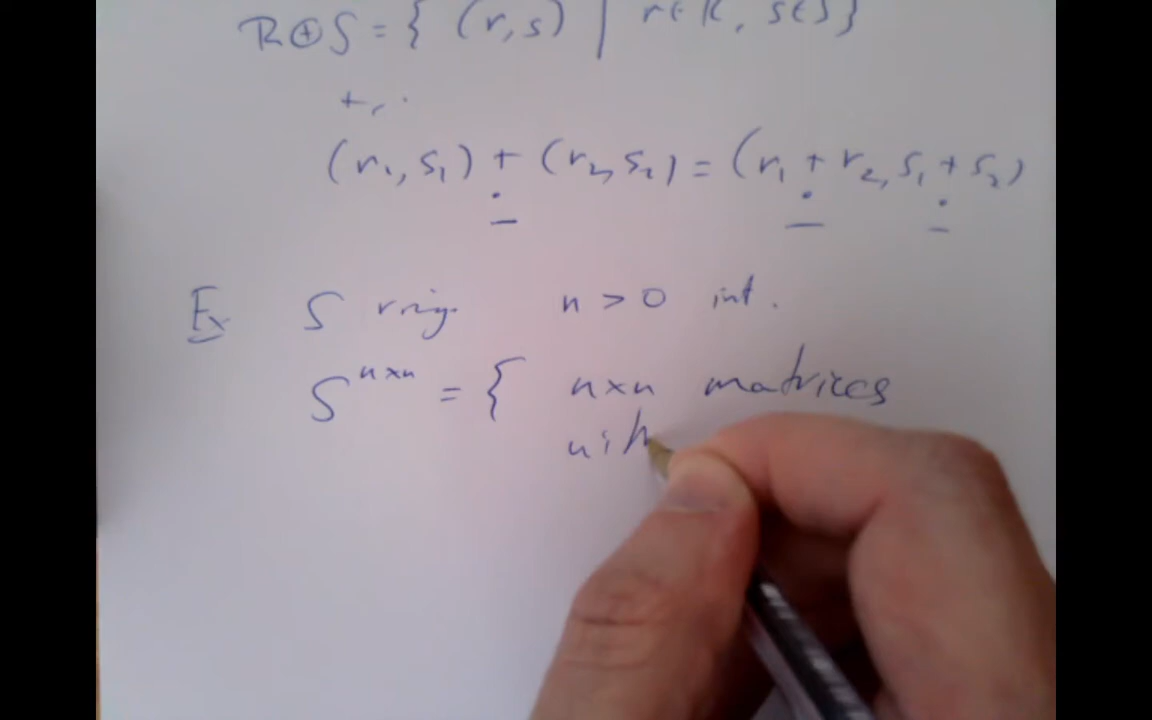 R⊕S = { (r,s) | r∈R, s∈S}
+, ·
(r₁, s₁) + (r₂, s₂) = (r₁ + r₂, s₁ + s₂)
· · ·
— — —
Ex S ring n > 0 int.
Sⁿˣⁿ = { n×n matrices
with